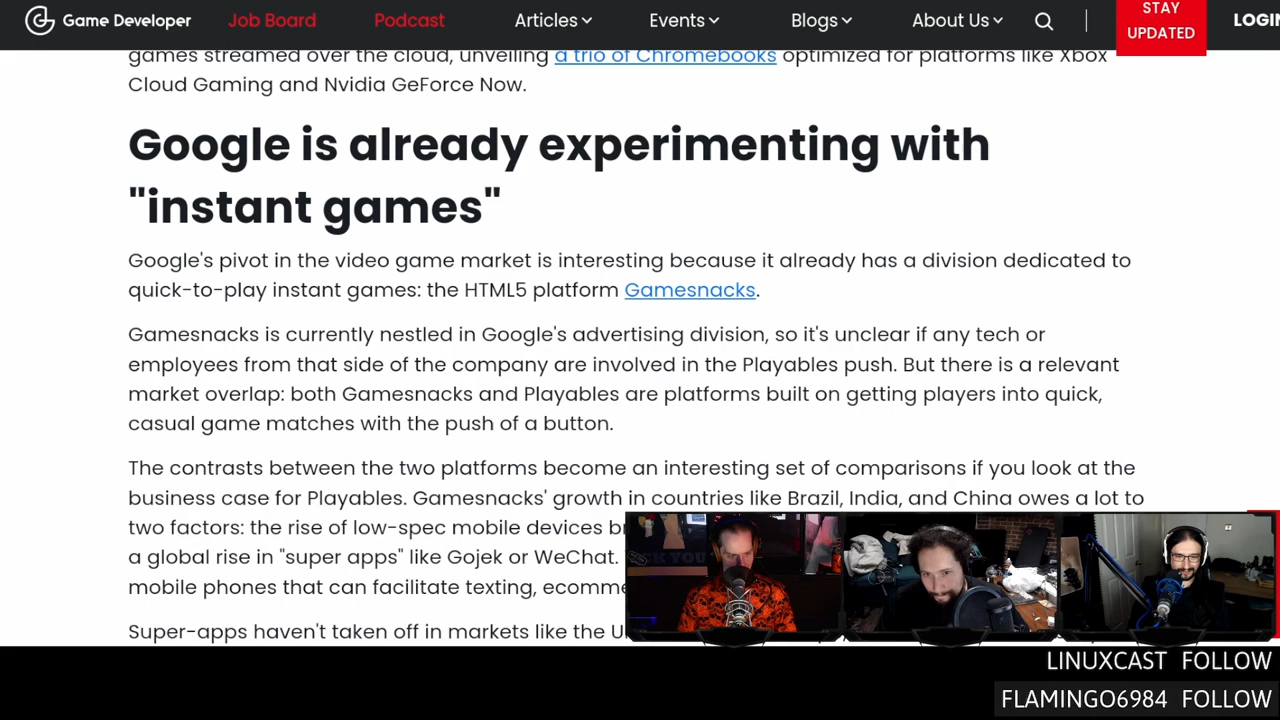 Game Developer Job Board Podcast Articles Events Blogs About Us STAY UPDATED LOGIN
games streamed over the cloud, unveiling a trio of Chromebooks optimized for platforms like Xbox
Cloud Gaming and Nvidia GeForce Now.
Google is already experimenting with
"instant games"
Google's pivot in the video game market is interesting because it already has a division dedicated to
quick-to-play instant games: the HTML5 platform Gamesnacks.
Gamesnacks is currently nestled in Google's advertising division, so it's unclear if any tech or
employees from that side of the company are involved in the Playables push. But there is a relevant
market overlap: both Gamesnacks and Playables are platforms built on getting players into quick,
casual game matches with the push of a button.
The contrasts between the two platforms become an interesting set of comparisons if you look at the
business case for Playables. Gamesnacks' growth in countries like Brazil, India, and China owes a lot to
two factors: the rise of low-spec mobile devices
a global rise in "super apps" like Gojek or WeChat.
mobile phones that can facilitate texting,
Super-apps haven't taken off in markets like the
LINUXCAST FOLLOW
FLAMINGO6984 FOLLOW